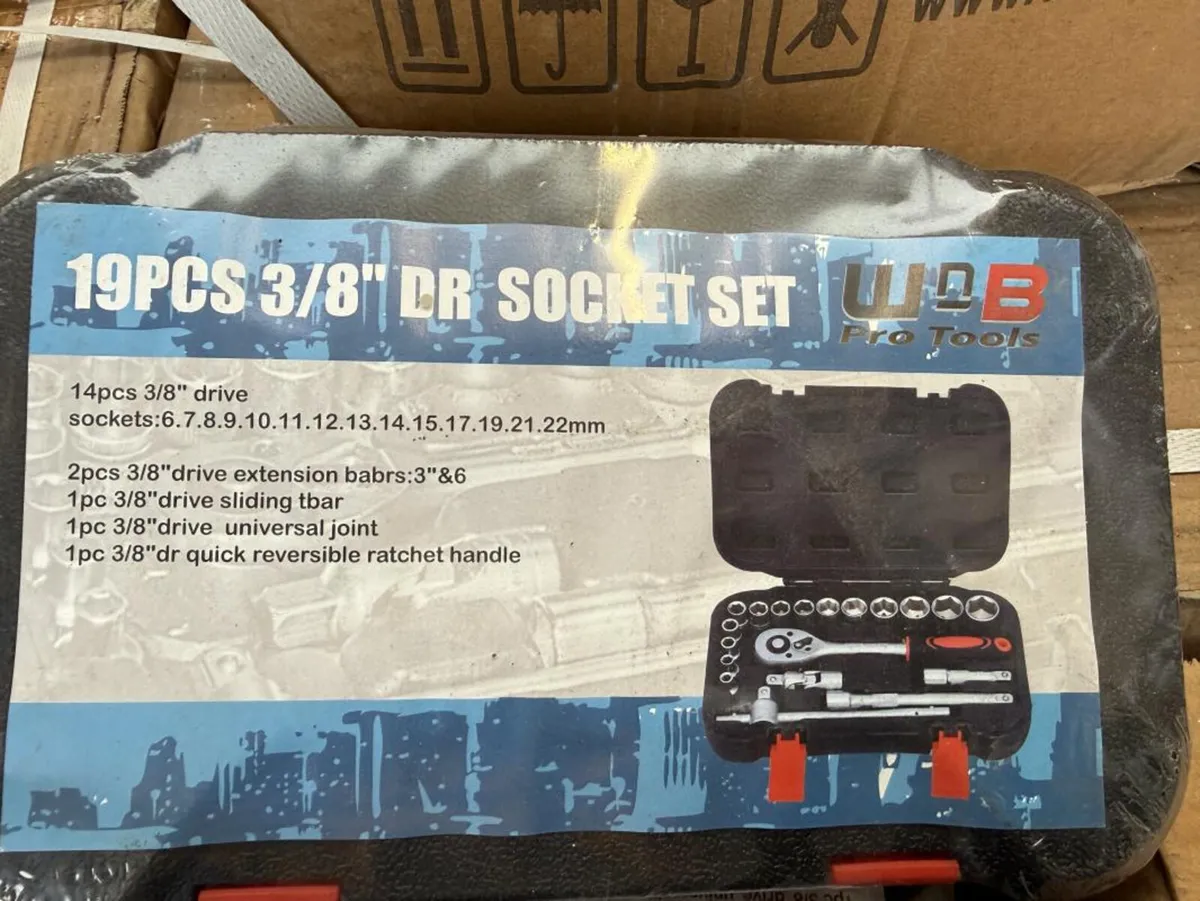 19PCS 3/8" DR SOCKET SET
WnB
Pro Tools
14pcs 3/8" drive
sockets:6.7.8.9.10.11.12.13.14.15.17.19.21.22mm
2pcs 3/8"drive extension babrs:3"&6
1pc 3/8"drive sliding tbar
1pc 3/8"drive universal joint
1pc 3/8"dr quick reversible ratchet handle